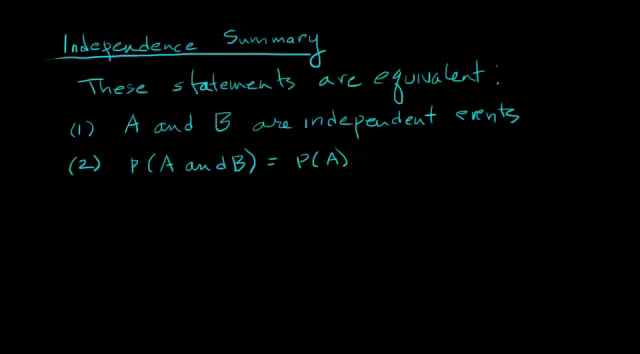 Independence Summary
These statements are equivalent:
(1) A and B are independent events
(2) P(A and B) = P(A)